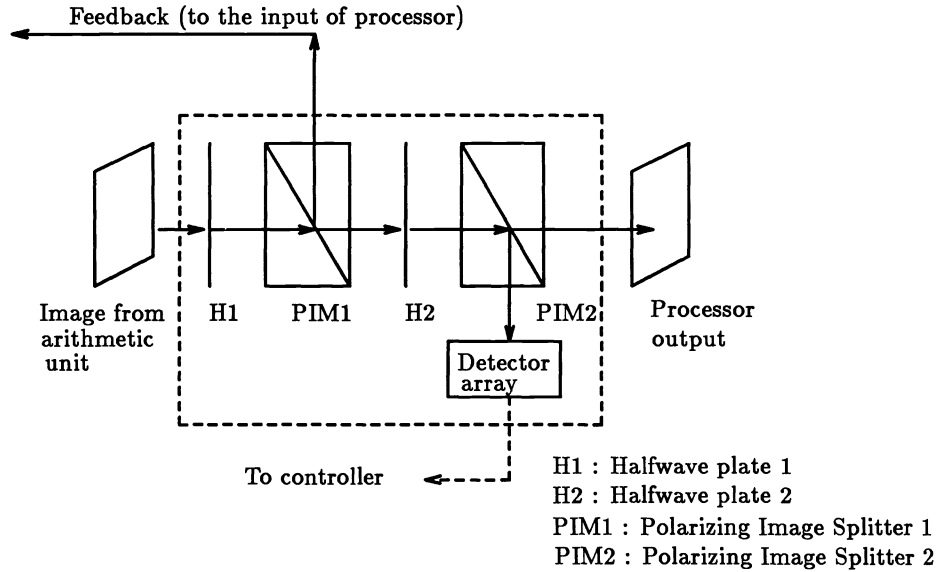 Feedback (to the input of processor)
Image from
arithmetic
unit
H1
PIM1
H2
PIM2
Processor
output
Detector
array
To controller
H1 : Halfwave plate 1
H2 : Halfwave plate 2
PIM1 : Polarizing Image Splitter 1
PIM2 : Polarizing Image Splitter 2